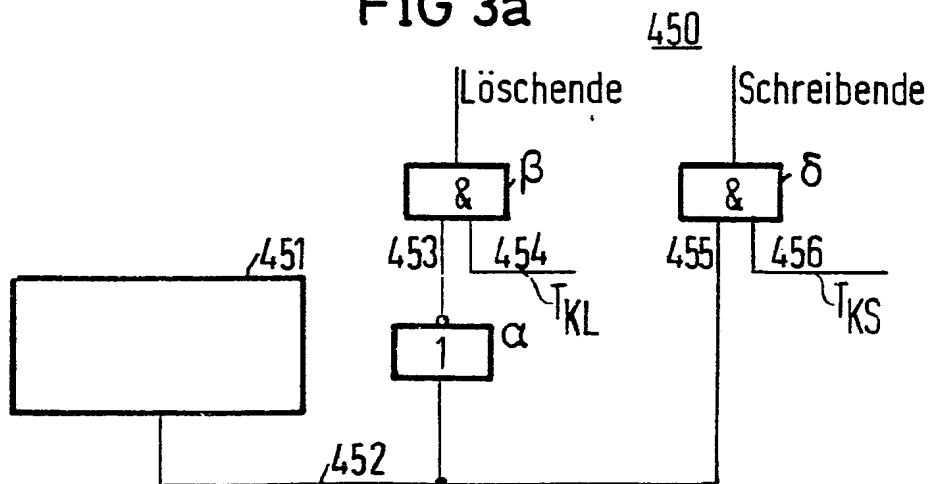 FIG 3a
450
Löschende
Schreibende
& β
& δ
451
453
454
455
456
T_KL
T_KS
1 α
452